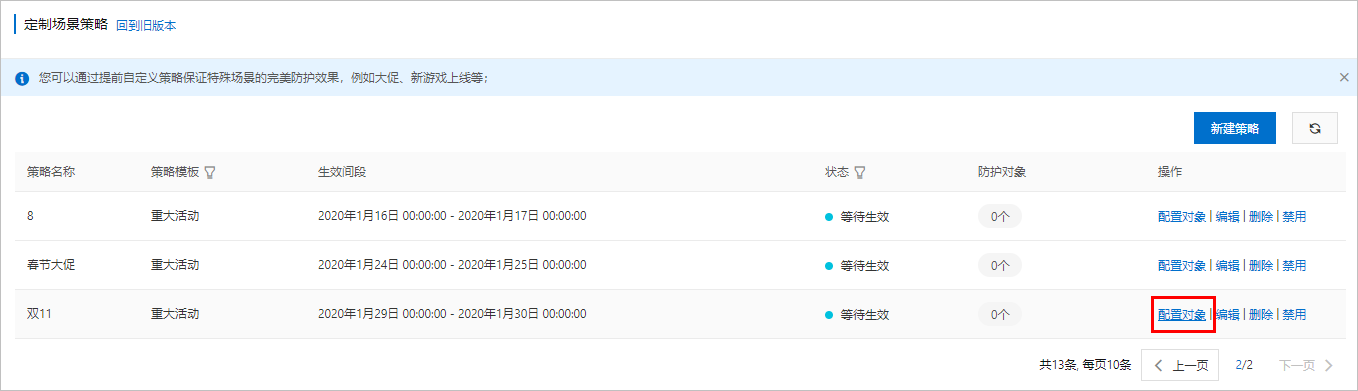 定制场景策略 回到旧版本
您可以通过提前自定义策略保证特殊场景的完美防护效果，例如大促、新游戏上线等；
新建策略
策略名称 策略模板 生效间段 状态 防护对象 操作
8 重大活动 2020年1月16日 00:00:00 - 2020年1月17日 00:00:00 等待生效 0个 配置对象 | 编辑 | 删除 | 禁用
春节大促 重大活动 2020年1月24日 00:00:00 - 2020年1月25日 00:00:00 等待生效 0个 配置对象 | 编辑 | 删除 | 禁用
双11 重大活动 2020年1月29日 00:00:00 - 2020年1月30日 00:00:00 等待生效 0个 配置对象 | 编辑 | 删除 | 禁用
共13条, 每页10条 上一页 2/2 下一页